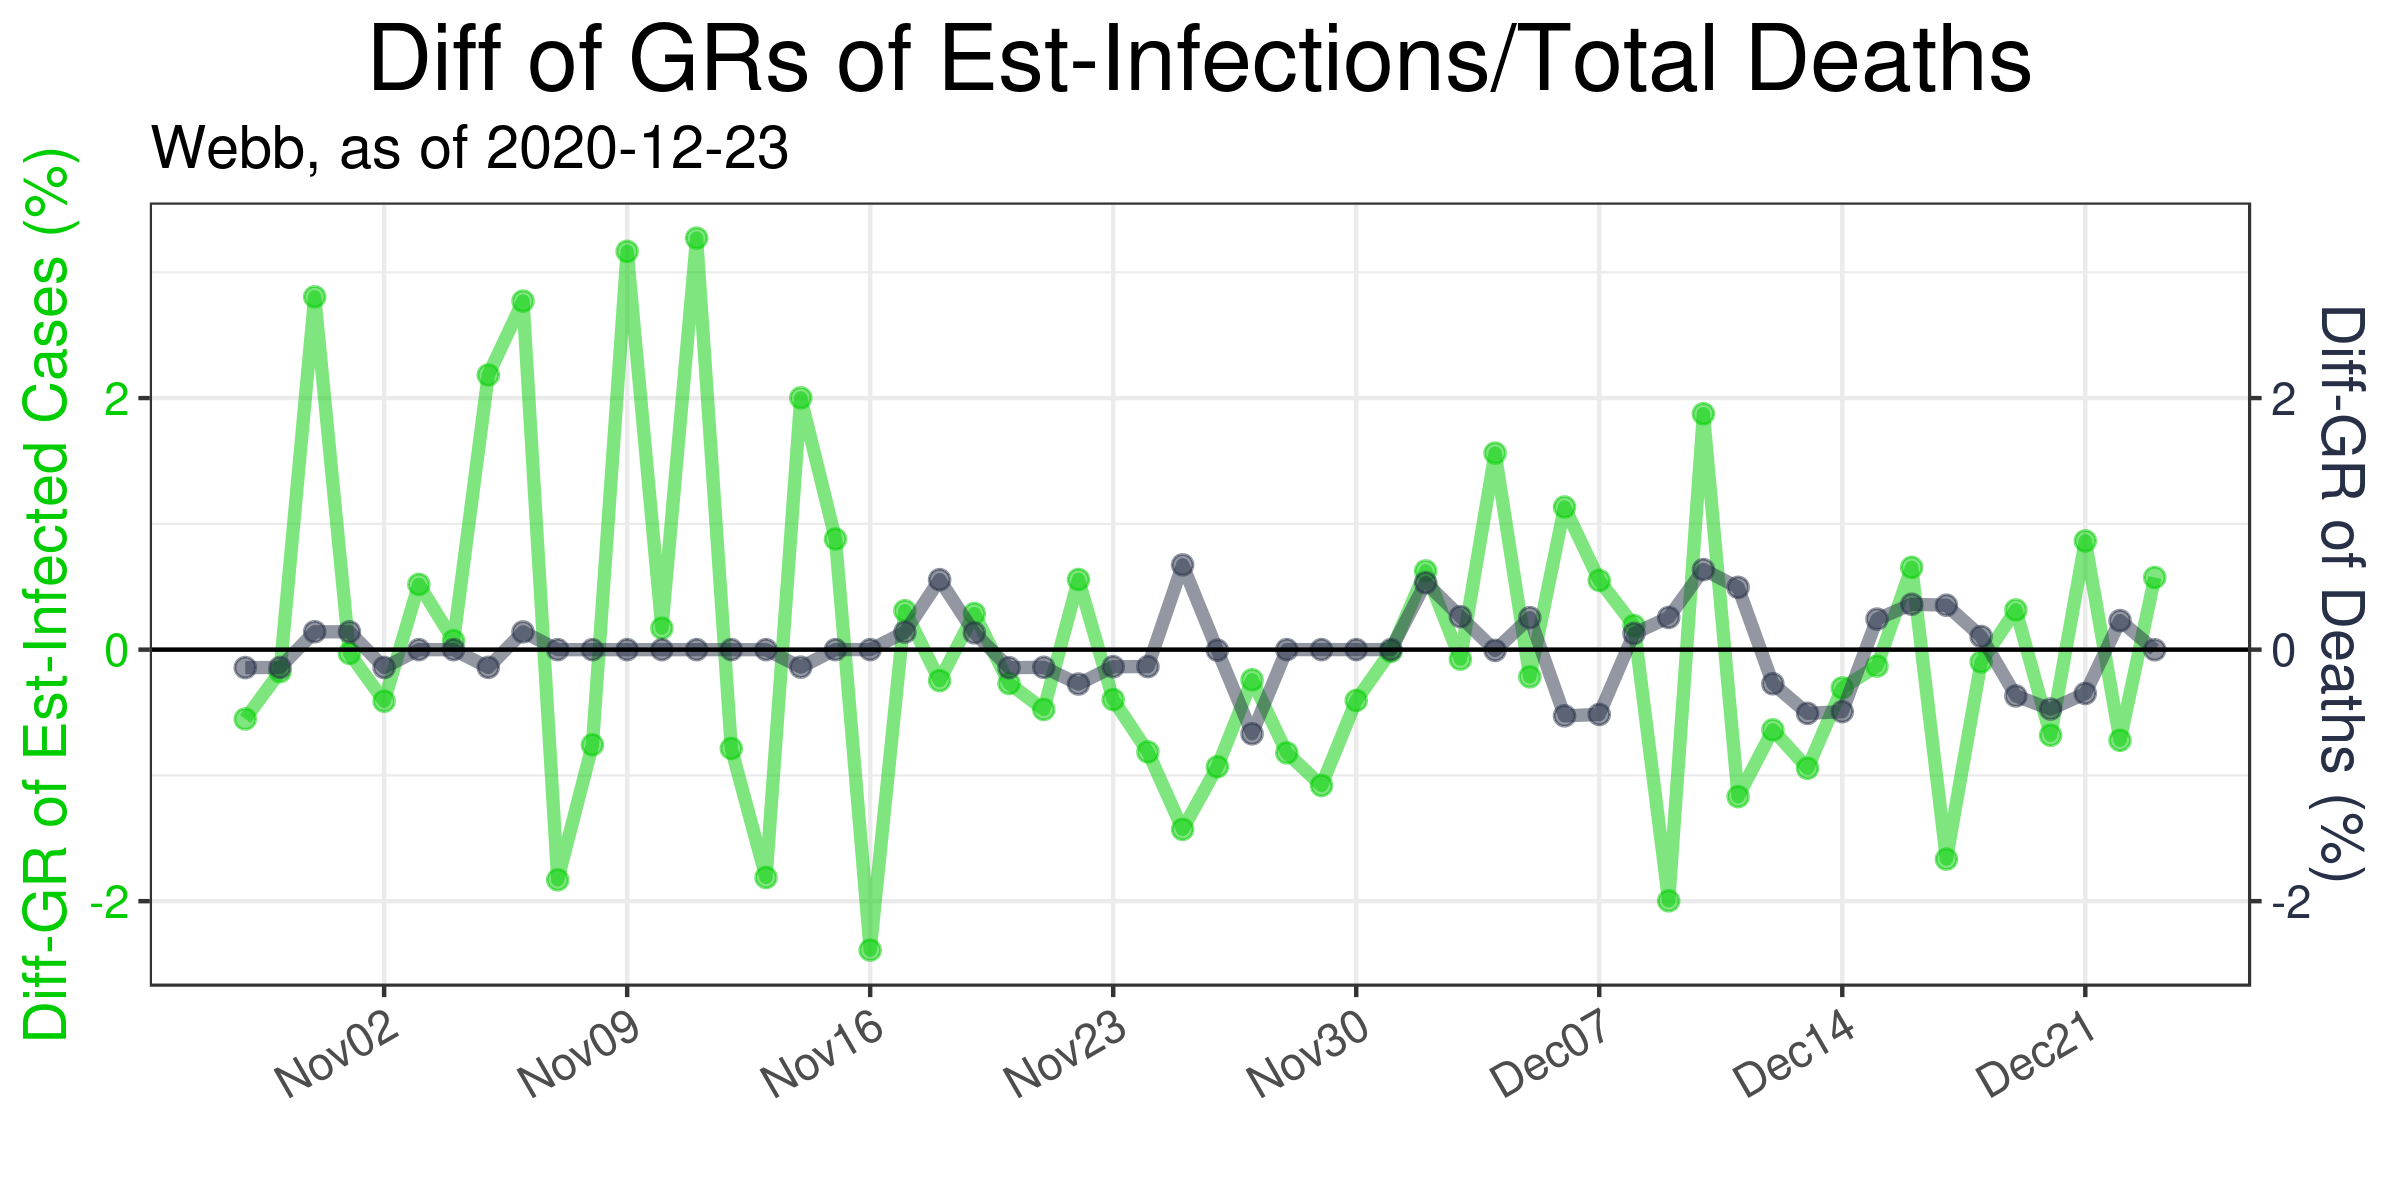 Diff of GRs of Est-Infections/Total Deaths
Webb, as of 2020-12-23
Diff-GR of Est-Infected Cases (%)
2
0
-2
2
0
-2
Diff-GR of Deaths (%)
Nov02
Nov09
Nov16
Nov23
Nov30
Dec07
Dec14
Dec21